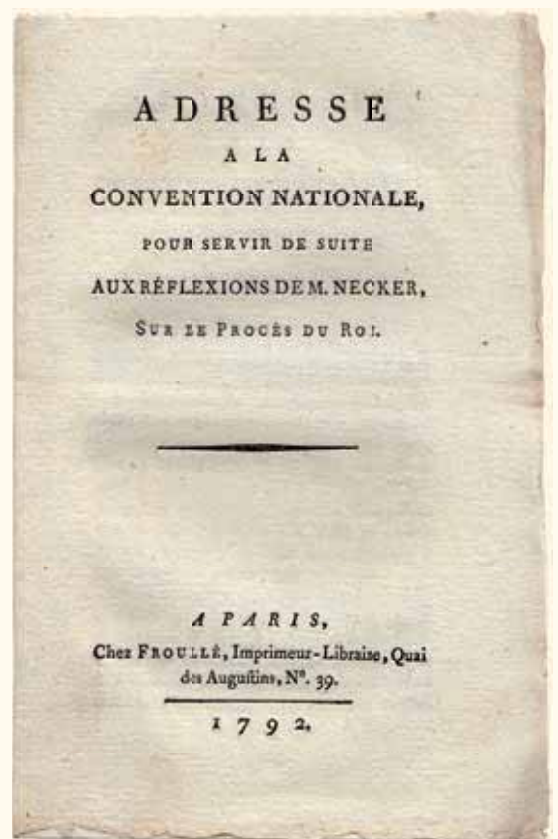 ADRESSE
A LA
CONVENTION NATIONALE,
POUR SERVIR DE SUITE
AUX RÉFLEXIONS DE M. NECKER,
SUR LE PROCÈS DU ROI.
A PARIS,
Chez FROULLÉ, Imprimeur-Libraire, Quai
des Auguſtins, Nº. 39.
1792.